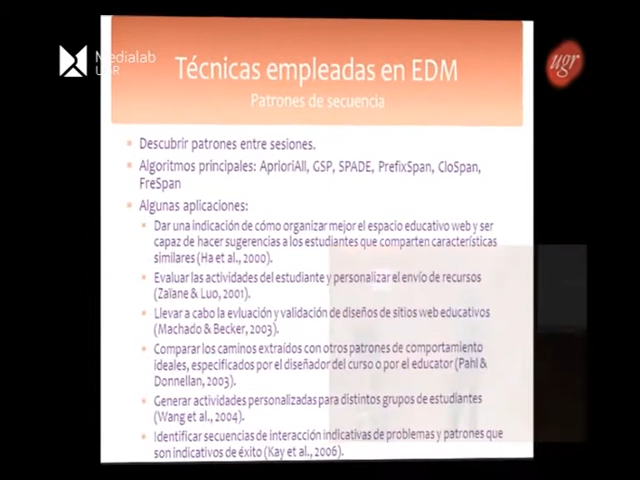 Medialab
UGR
ugr
Técnicas empleadas en EDM
Patrones de secuencia
Descubrir patrones entre sesiones.
Algoritmos principales: AprioriAll, GSP, SPADE, PrefixSpan, CloSpan,
FreSpan
Algunas aplicaciones:
Dar una indicación de cómo organizar mejor el espacio educativo web y ser
capaz de hacer sugerencias a los estudiantes que comparten características
similares (Ha et al., 2000).
Evaluar las actividades del estudiante y personalizar el envío de recursos
(Zaïane & Luo, 2001).
Llevar a cabo la evluación y validación de diseños de sitios web educativos
(Machado & Becker, 2003).
Comparar los caminos extraídos con otros patrones de comportamiento
ideales, especificados por el diseñador del curso o por el educator (Pahl &
Donnellan, 2003).
Generar actividades personalizadas para distintos grupos de estudiantes
(Wang et al., 2004).
Identificar secuencias de interacción indicativas de problemas y patrones que
son indicativos de éxito (Kay et al., 2006).